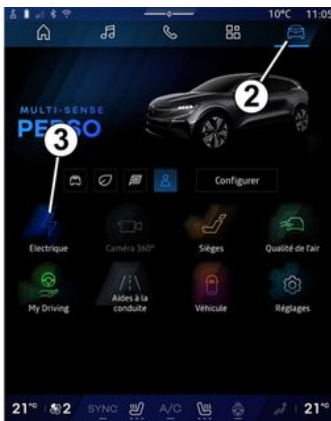 10°C 11:05
2
MULTI-SENSE
PERSO
3
Configurer
Electrique
Caméra 360°
Sièges
Qualité de l'air
My Driving
Aides à la
conduite
Véhicule
Réglages
21°C 2 SYNC A/C 21°C